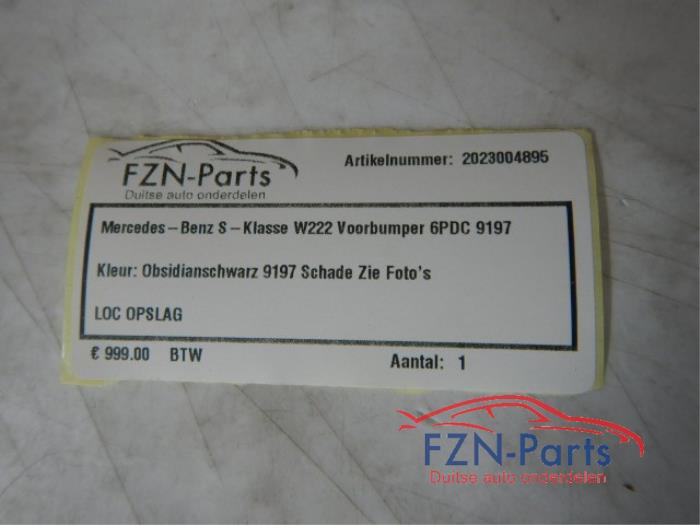 FZN-Parts
Duitse auto onderdelen
Artikelnummer: 2023004895
Mercedes-Benz S-Klasse W222 Voorbumper 6PDC 9197
Kleur: Obsidianschwarz 9197 Schade Zie Foto's
LOC OPSLAG
€ 999.00 BTW
Aantal: 1
FZN-Parts
Duitse auto onderdelen